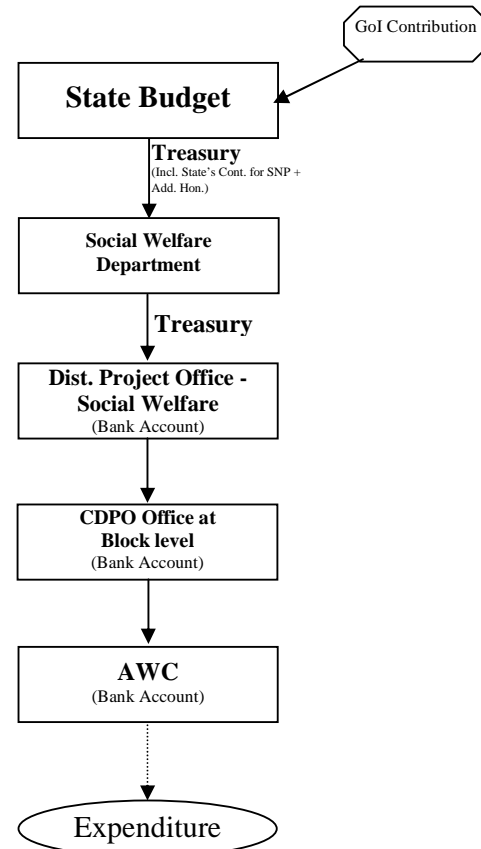 GoI Contribution
State Budget
Treasury
(Incl. State's Cont. for SNP +
Add. Hon.)
Social Welfare
Department
Treasury
Dist. Project Office -
Social Welfare
(Bank Account)
CDPO Office at
Block level
(Bank Account)
AWC
(Bank Account)
Expenditure